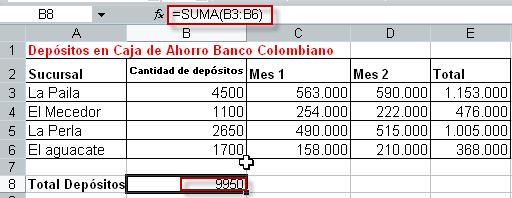 B8 fx =SUMA(B3:B6)
A B C D E
1 Depósitos en Caja de Ahorro Banco Colombiano
2 Sucursal Cantidad de depósitos Mes 1 Mes 2 Total
3 La Paila 4500 563.000 590.000 1.153.000
4 El Mecedor 1100 254.000 222.000 476.000
5 La Perla 2650 490.000 515.000 1.005.000
6 El aguacate 1700 158.000 210.000 368.000
7
8 Total Depósitos 9950